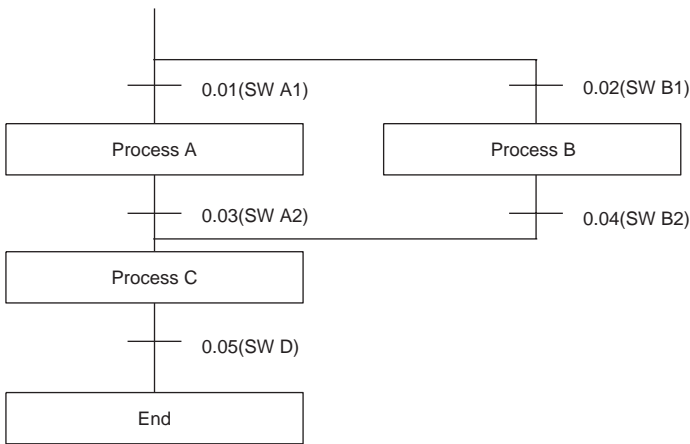 0.01(SW A1)
0.02(SW B1)
Process A
Process B
0.03(SW A2)
0.04(SW B2)
Process C
0.05(SW D)
End